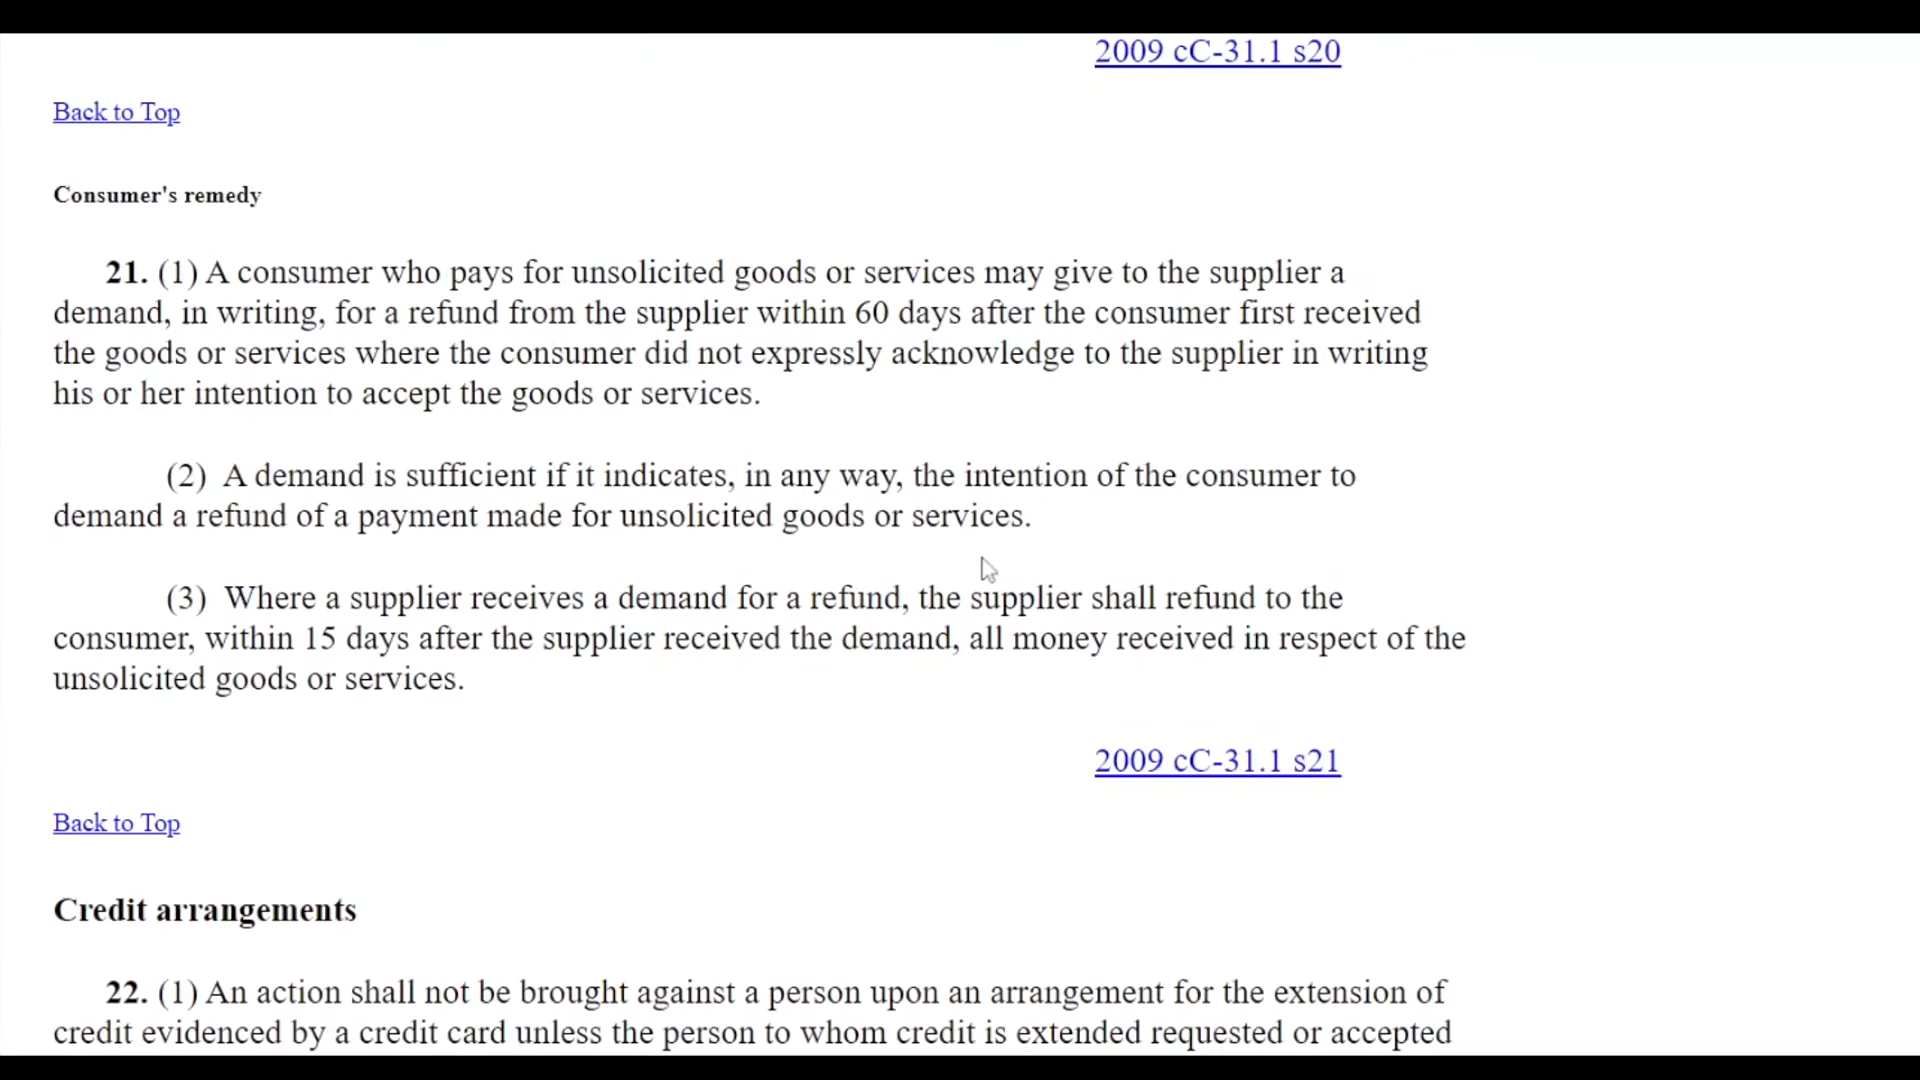 2009 cC-31.1 s20
Back to Top
Consumer's remedy
21. (1) A consumer who pays for unsolicited goods or services may give to the supplier a
demand, in writing, for a refund from the supplier within 60 days after the consumer first received
the goods or services where the consumer did not expressly acknowledge to the supplier in writing
his or her intention to accept the goods or services.
(2) A demand is sufficient if it indicates, in any way, the intention of the consumer to
demand a refund of a payment made for unsolicited goods or services.
(3) Where a supplier receives a demand for a refund, the supplier shall refund to the
consumer, within 15 days after the supplier received the demand, all money received in respect of the
unsolicited goods or services.
2009 cC-31.1 s21
Back to Top
Credit arrangements
22. (1) An action shall not be brought against a person upon an arrangement for the extension of
credit evidenced by a credit card unless the person to whom credit is extended requested or accepted